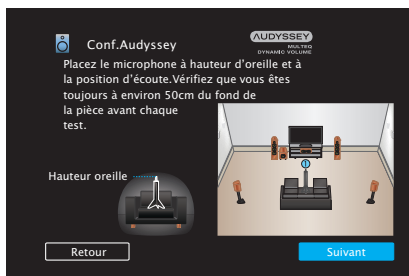 Conf.Audyssey
AUDYSSEY
MULTEQ
DYNAMIC VOLUME
Placez le microphone à hauteur d'oreille et à
la position d'écoute.Vérifiez que vous êtes
toujours à environ 50cm du fond de
la pièce avant chaque
test.
Hauteur oreille
1
Retour
Suivant